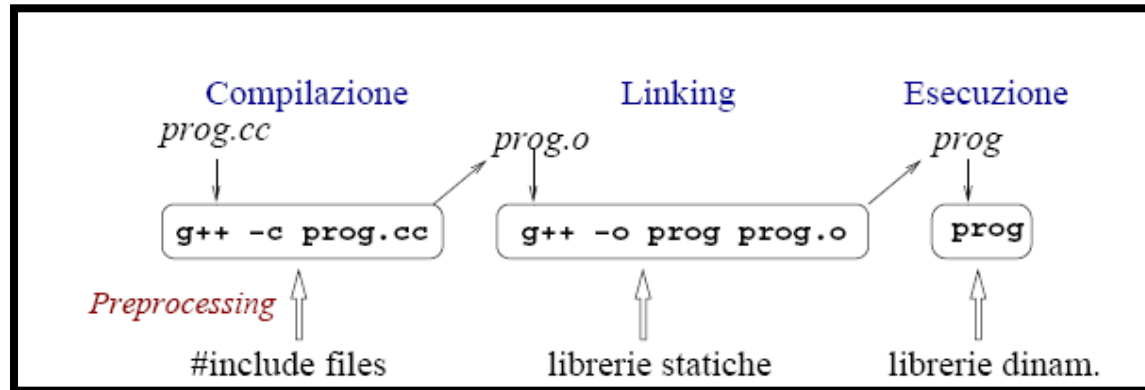 Compilazione Linking Esecuzione
prog.cc prog.o prog
g++ -c prog.cc g++ -o prog prog.o prog
Preprocessing
#include files librerie statiche librerie dinam.